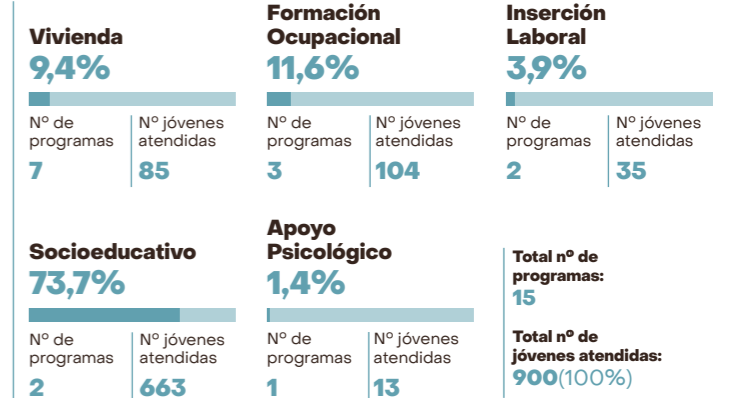 Vivienda
9,4%
Nº de
programas
7
Nº jóvenes
atendidas
85
Formación
Ocupacional
11,6%
Nº de
programas
3
Nº jóvenes
atendidas
104
Inserción
Laboral
3,9%
Nº de
programas
2
Nº jóvenes
atendidas
35
Socioeducativo
73,7%
Nº de
programas
2
Nº jóvenes
atendidas
663
Apoyo
Psicológico
1,4%
Nº de
programas
1
Nº jóvenes
atendidas
13
Total nº de
programas:
15
Total nº de
jóvenes atendidas:
900(100%)